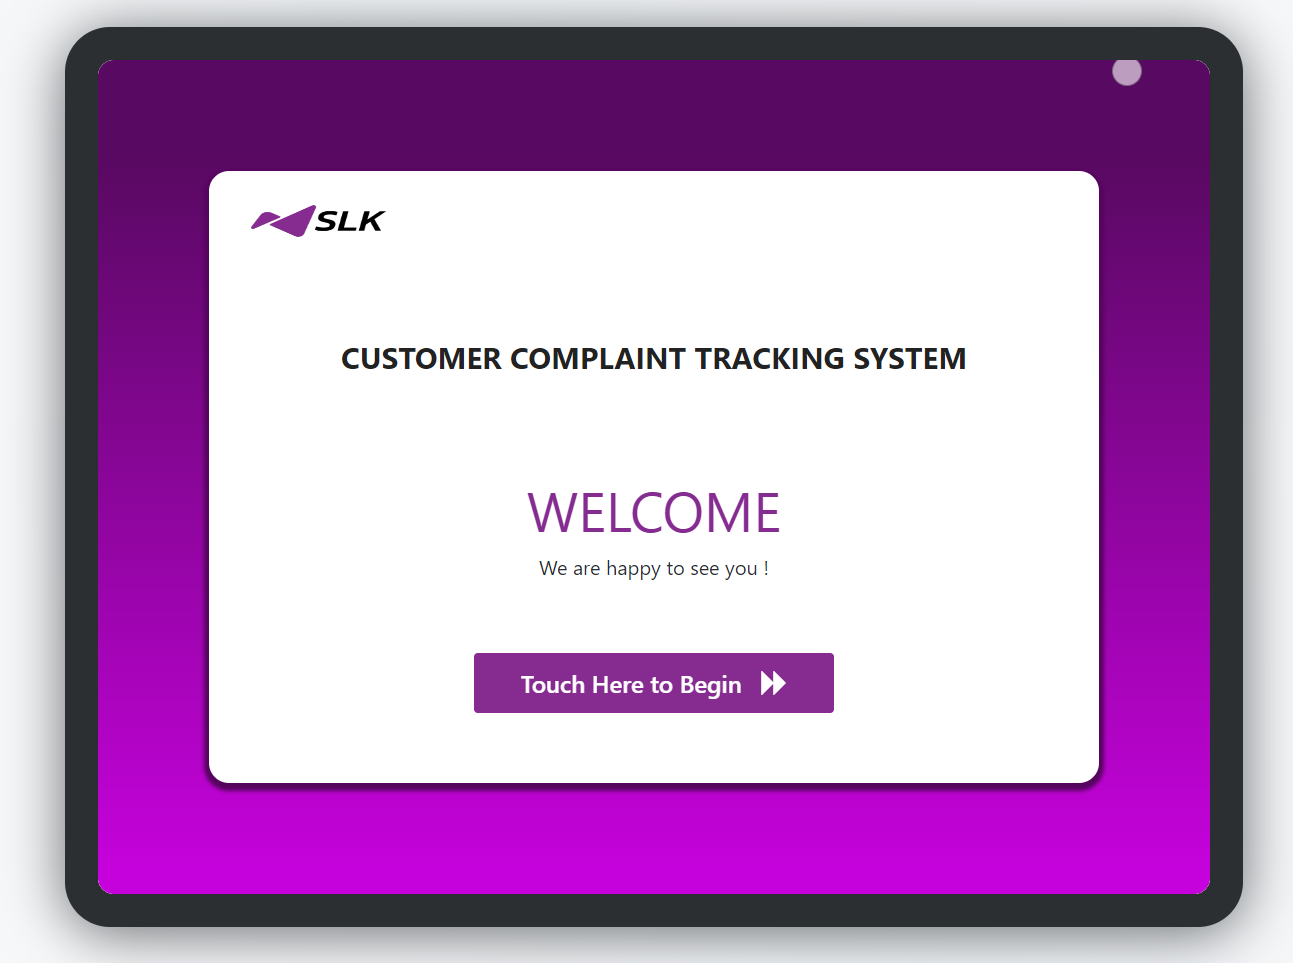 SLK
CUSTOMER COMPLAINT TRACKING SYSTEM
WELCOME
We are happy to see you !
Touch Here to Begin